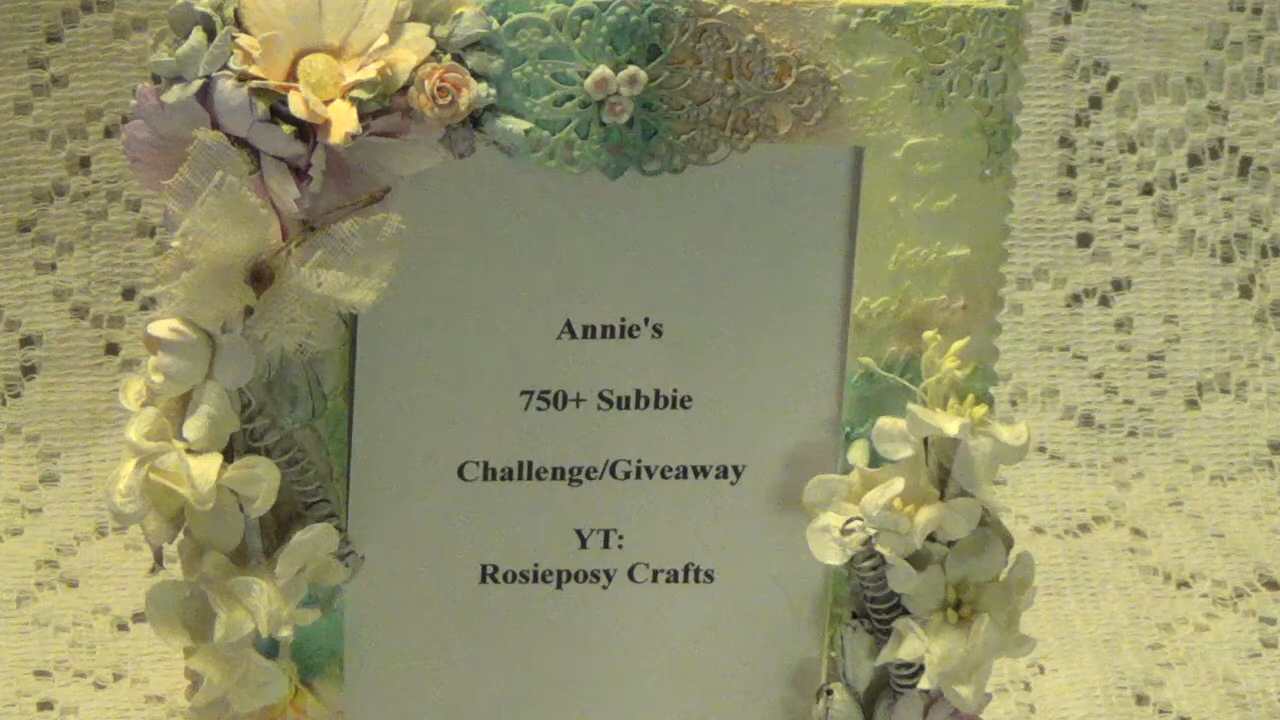 Annie's
750+ Subbie
Challenge/Giveaway
YT:
Rosieposy Crafts